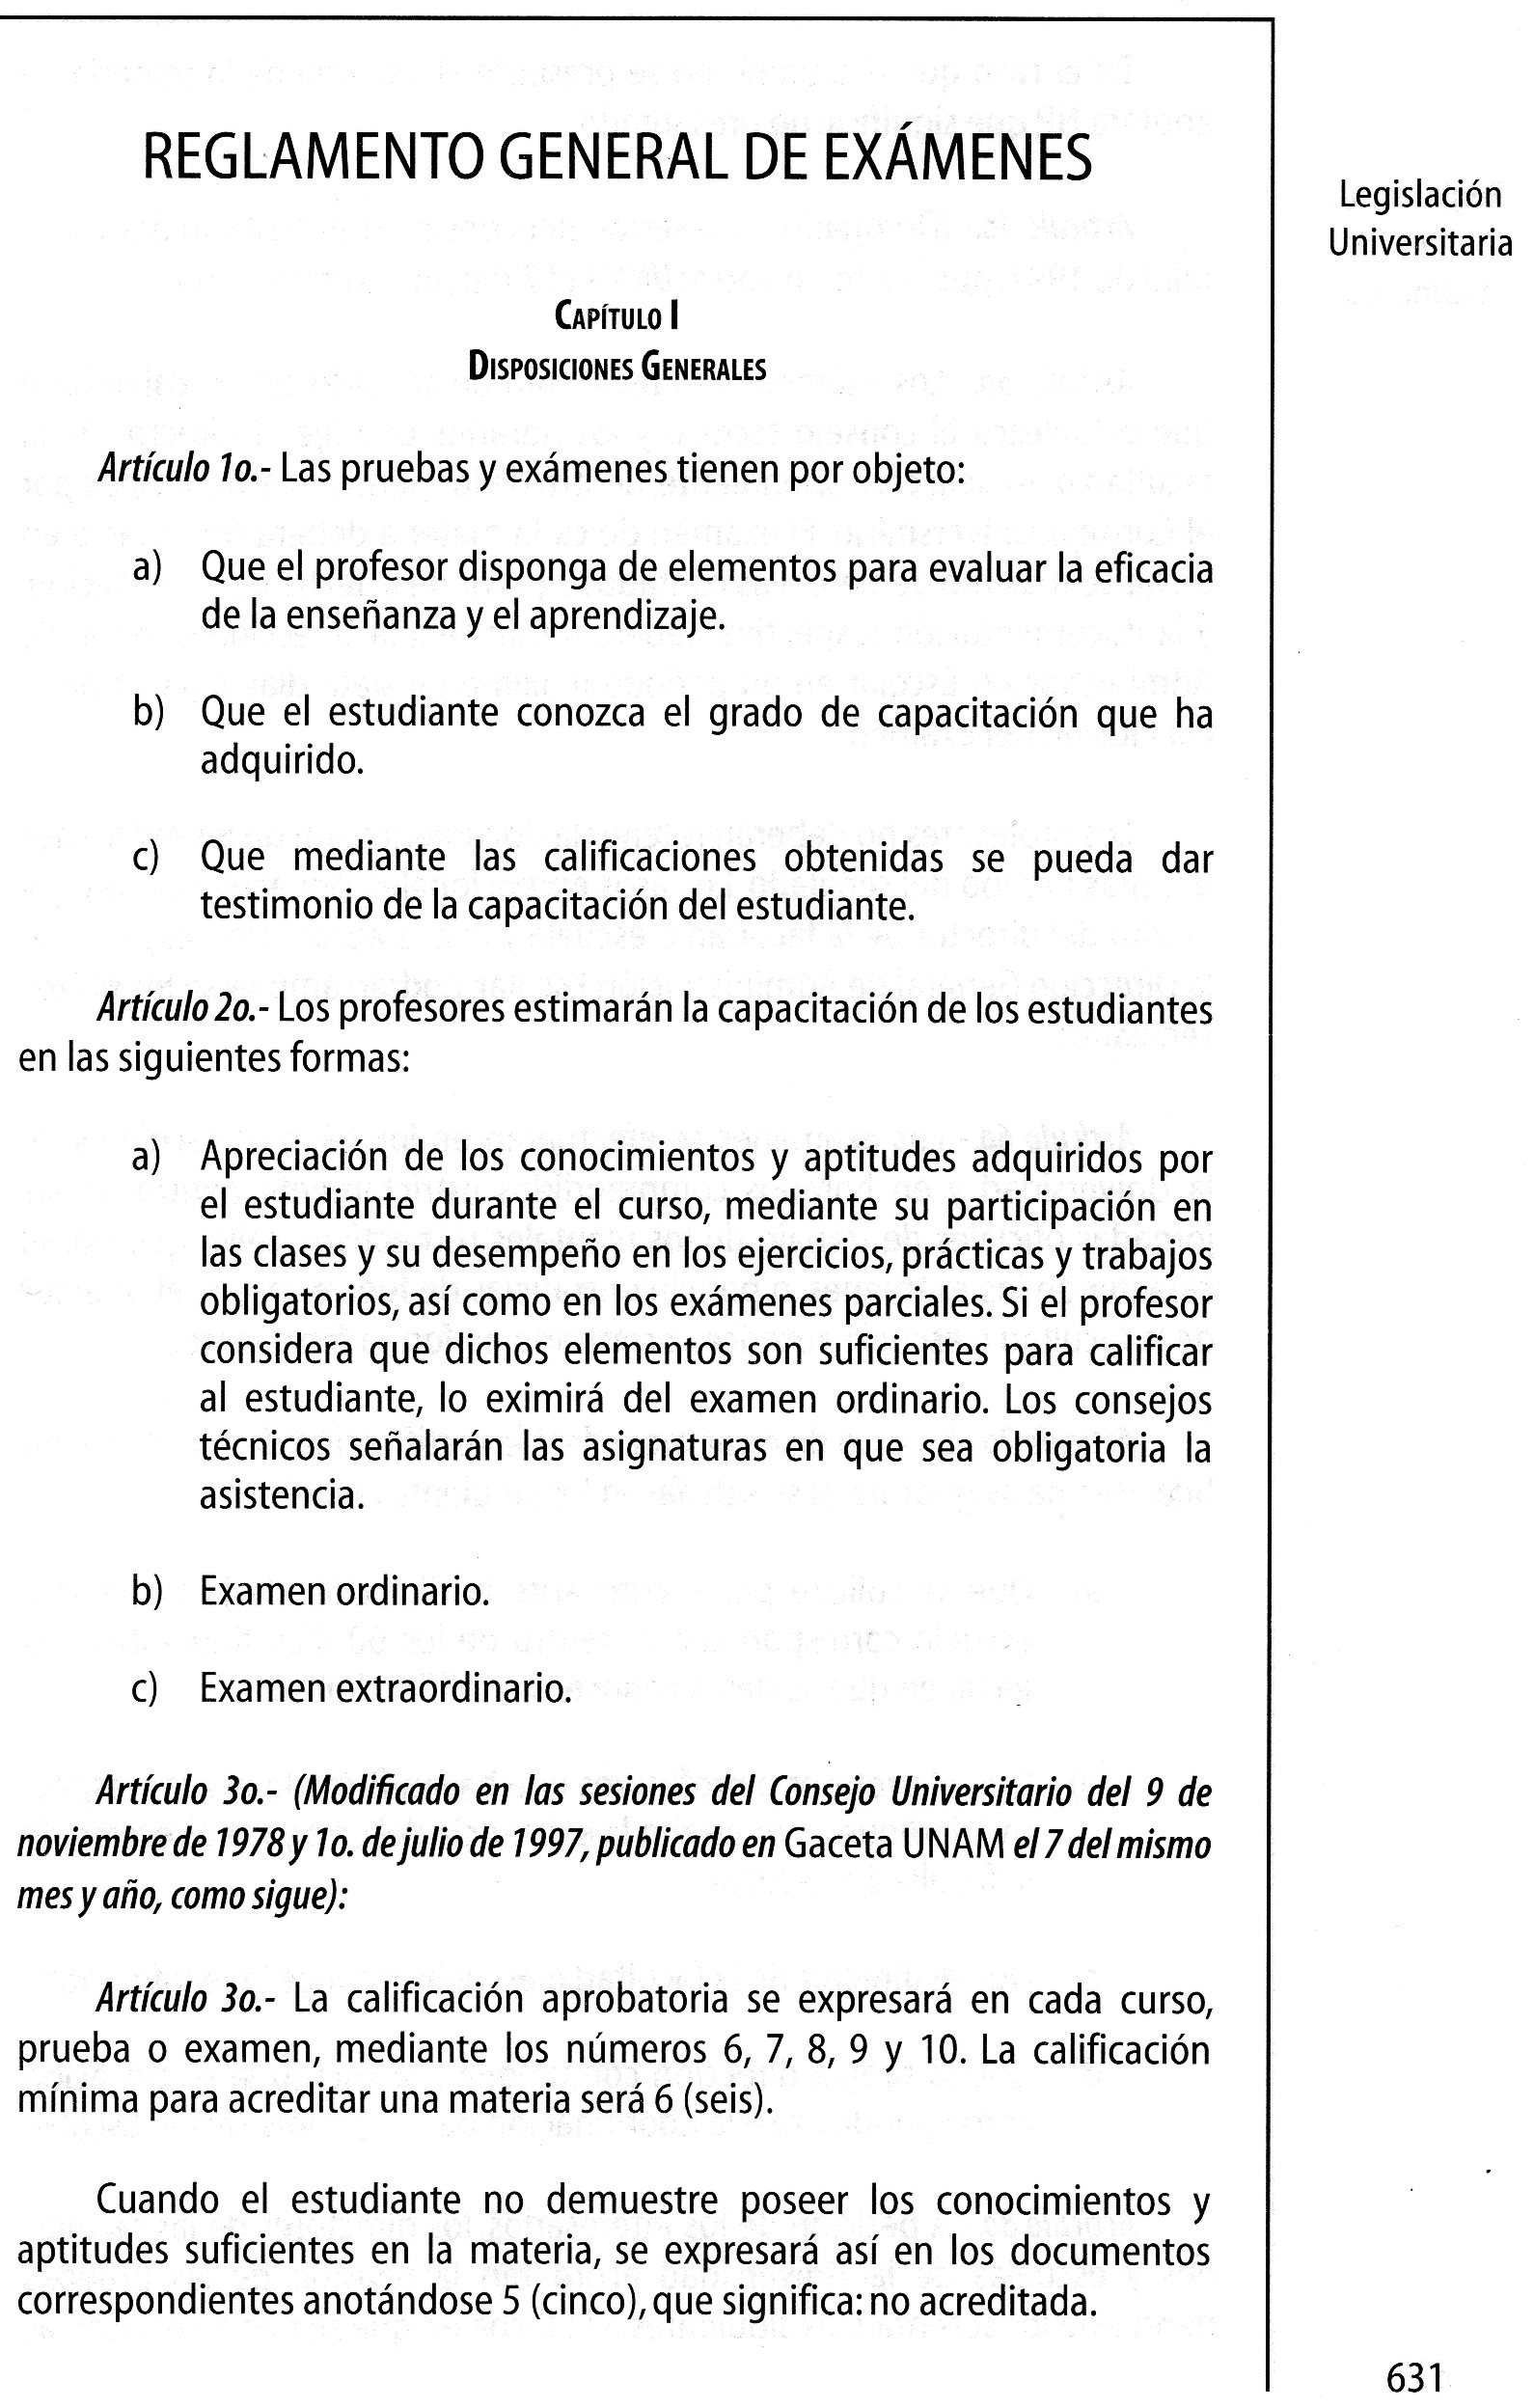 REGLAMENTO GENERAL DE EXÁMENES
Legislación
Universitaria
Capítulo I
Disposiciones Generales
Artículo 1o.- Las pruebas y exámenes tienen por objeto:
a) Que el profesor disponga de elementos para evaluar la eficacia
de la enseñanza y el aprendizaje.
b) Que el estudiante conozca el grado de capacitación que ha
adquirido.
c) Que mediante las calificaciones obtenidas se pueda dar
testimonio de la capacitación del estudiante.
Artículo 2o.- Los profesores estimarán la capacitación de los estudiantes
en las siguientes formas:
a) Apreciación de los conocimientos y aptitudes adquiridos por
el estudiante durante el curso, mediante su participación en
las clases y su desempeño en los ejercicios, prácticas y trabajos
obligatorios, así como en los exámenes parciales. Si el profesor
considera que dichos elementos son suficientes para calificar
al estudiante, lo eximirá del examen ordinario. Los consejos
técnicos señalarán las asignaturas en que sea obligatoria la
asistencia.
b) Examen ordinario.
c) Examen extraordinario.
Artículo 3o.- (Modificado en las sesiones del Consejo Universitario del 9 de
noviembre de 1978 y 1o. de julio de 1997, publicado en Gaceta UNAM el 7 del mismo
mes y año, como sigue):
Artículo 3o.- La calificación aprobatoria se expresará en cada curso,
prueba o examen, mediante los números 6, 7, 8, 9 y 10. La calificación
mínima para acreditar una materia será 6 (seis).
Cuando el estudiante no demuestre poseer los conocimientos y
aptitudes suficientes en la materia, se expresará así en los documentos
correspondientes anotándose 5 (cinco), que significa: no acreditada.
631